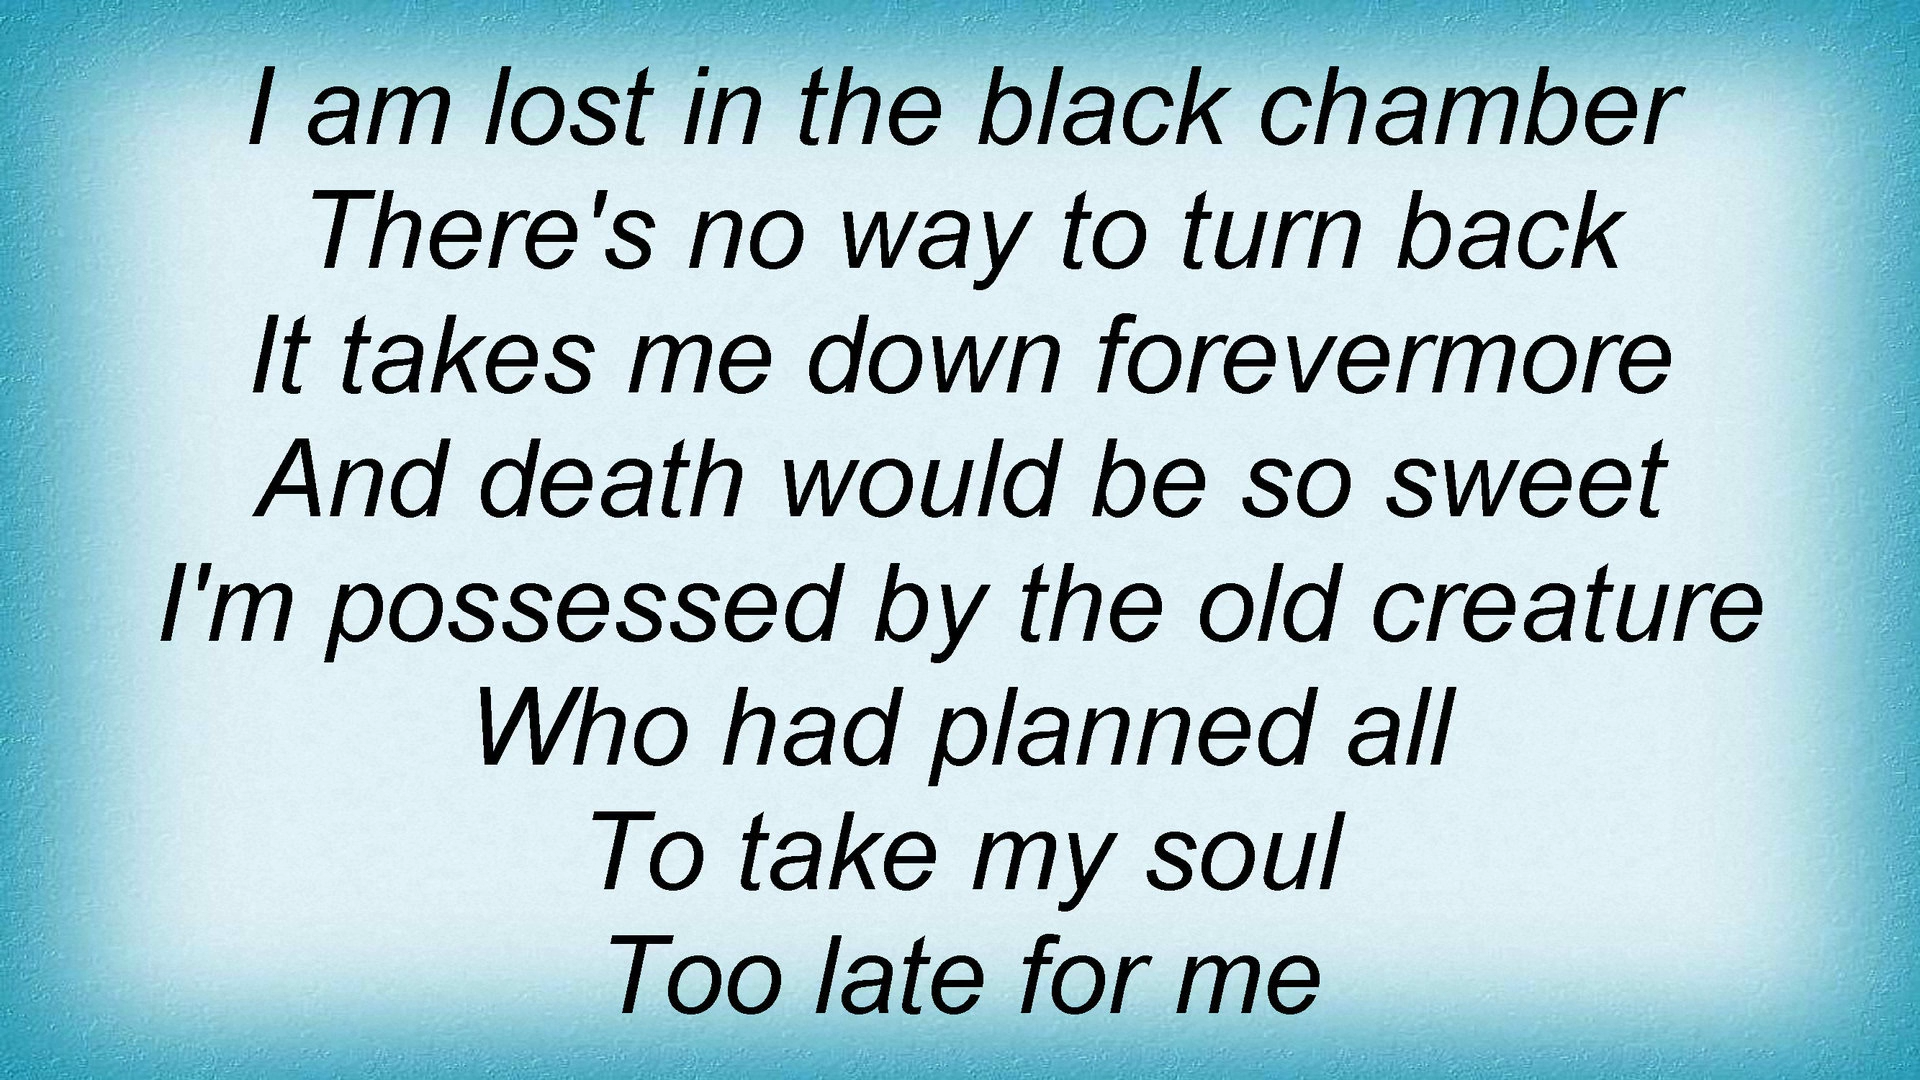 I am lost in the black chamber
There's no way to turn back
It takes me down forevermore
And death would be so sweet
I'm possessed by the old creature
Who had planned all
To take my soul
Too late for me